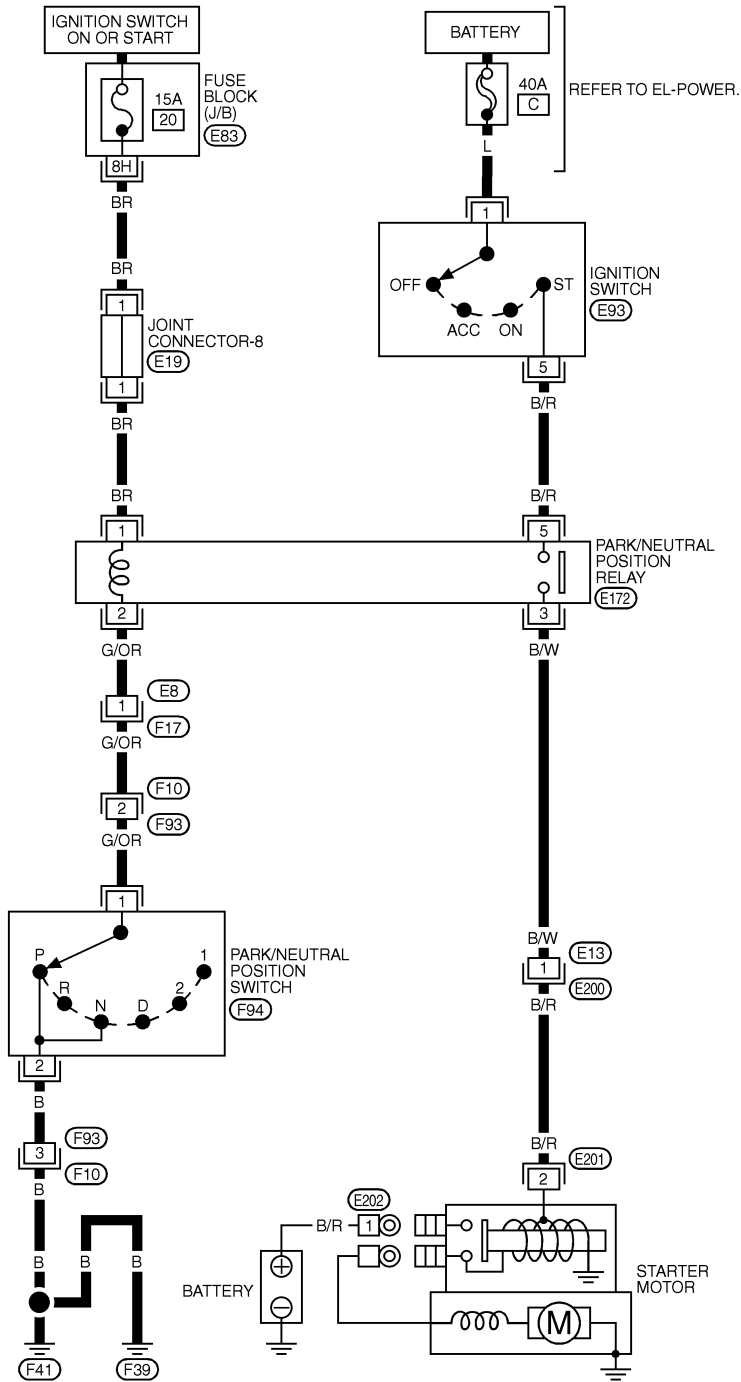 IGNITION SWITCH
ON OR START
BATTERY
15A
20
FUSE
BLOCK
(J/B)
E83
40A
C
REFER TO EL-POWER.
8H
L
BR
1
BR
OFF
ST
ACC
ON
IGNITION
SWITCH
E93
1
JOINT
CONNECTOR-8
E19
1
5
BR
B/R
BR
B/R
1
5
PARK/NEUTRAL
POSITION
RELAY
E172
2
3
G/OR
B/W
E8
1
F17
G/OR
F10
2
F93
G/OR
1
P
R
N
D
2
1
PARK/NEUTRAL
POSITION
SWITCH
F94
B/W
E13
1
E200
B/R
2
B
F93
3
F10
B
B/R
E201
2
E202
B/R
1
B
B
B
BATTERY
STARTER
MOTOR
M
F41
F39